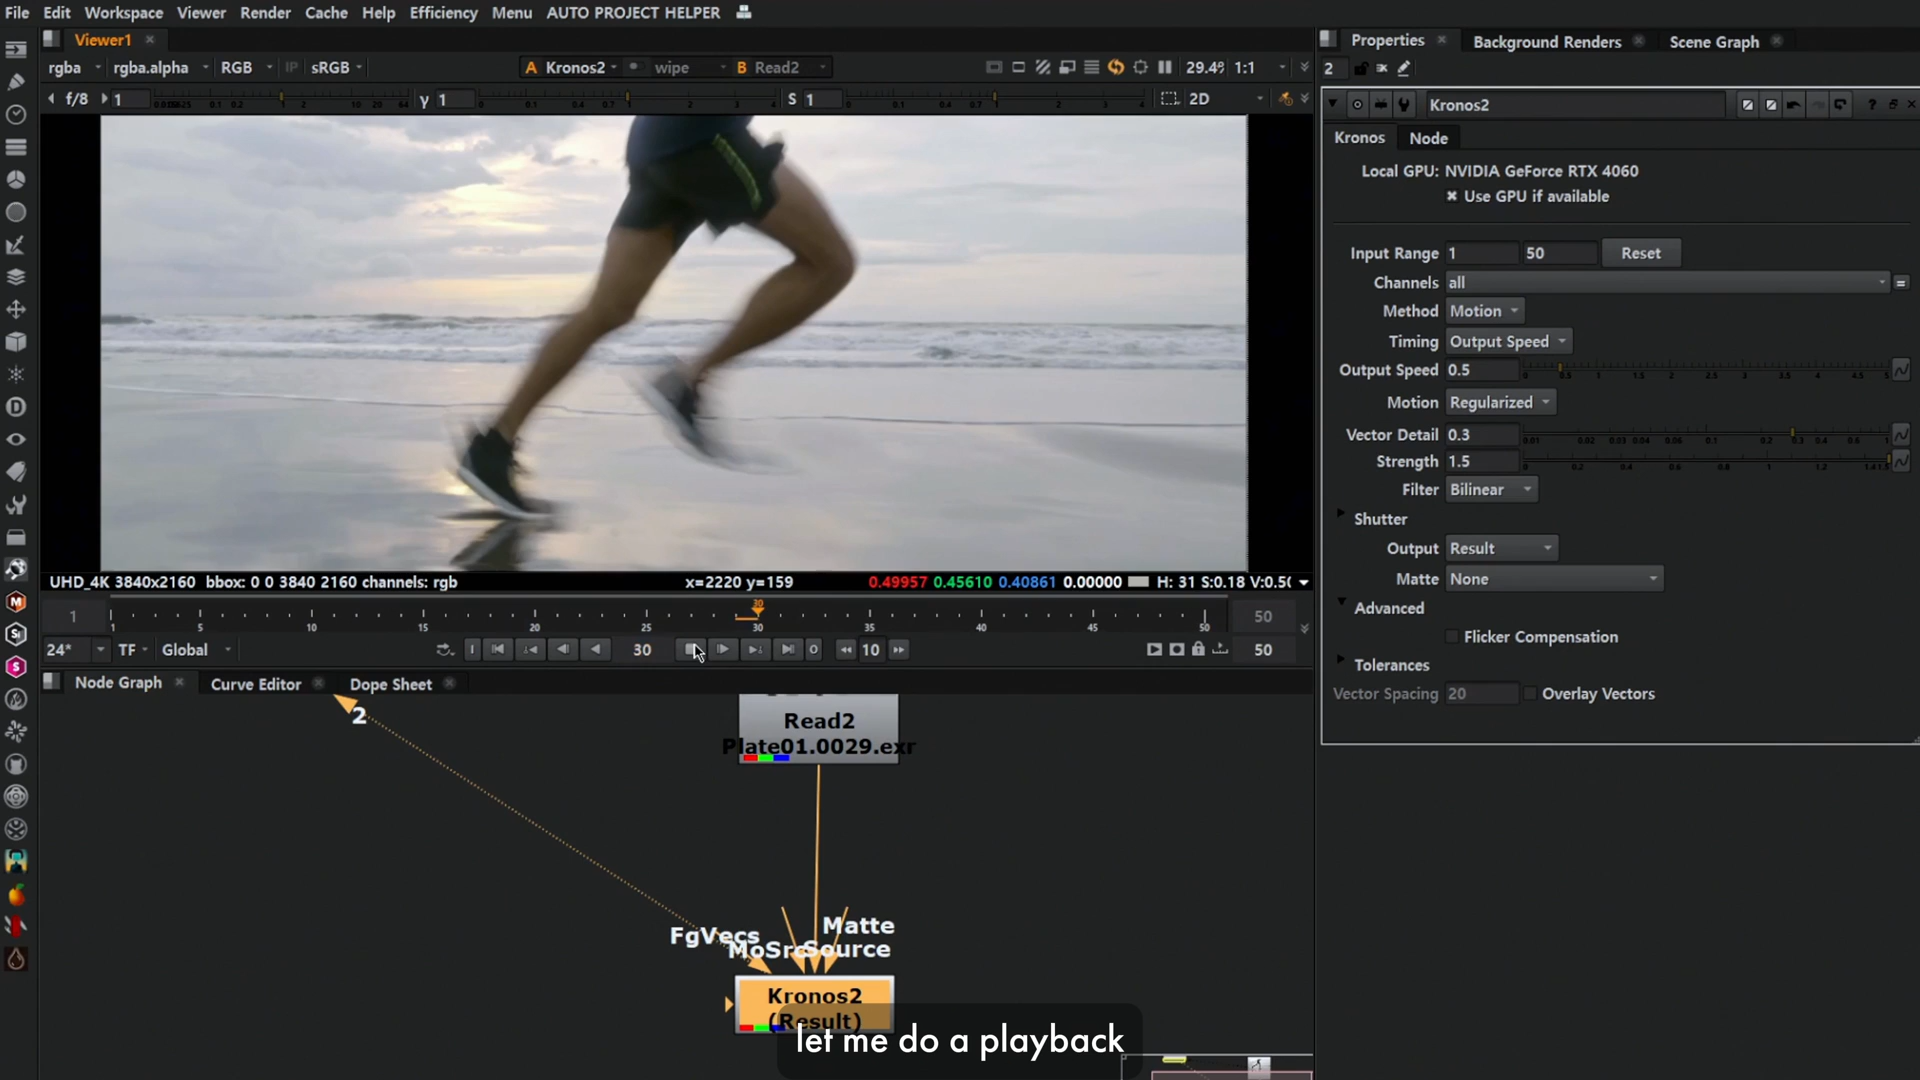 File Edit Workspace Viewer Render Cache Help Efficiency Menu AUTO PROJECT HELPER
Viewer1
rgba rgba.alpha RGB IP sRGB A Kronos2 wipe B Read2 29.4 1:1
f/8 1 γ 1 S 1 2D
UHD_4K 3840x2160 bbox: 0 0 3840 2160 channels: rgb x=2220 y=159 0.49957 0.45610 0.40861 0.00000 H: 31 S:0.18 V:0.50
1 30 50
1 5 10 15 20 25 30 35 40 45 50
24* TF Global 30 10 50
Node Graph Curve Editor Dope Sheet
2
Read2
Plate01.0029.exr
FgVecs Matte
MoSrc Source
Kronos2
(Result)
let me do a playback
Properties Background Renders Scene Graph
2
Kronos2
Kronos Node
Local GPU: NVIDIA GeForce RTX 4060
Use GPU if available
Input Range 1 50 Reset
Channels all
Method Motion
Timing Output Speed
Output Speed 0.5
Motion Regularized
Vector Detail 0.3
Strength 1.5
Filter Bilinear
Shutter
Output Result
Matte None
Advanced
Flicker Compensation
Tolerances
Vector Spacing 20 Overlay Vectors